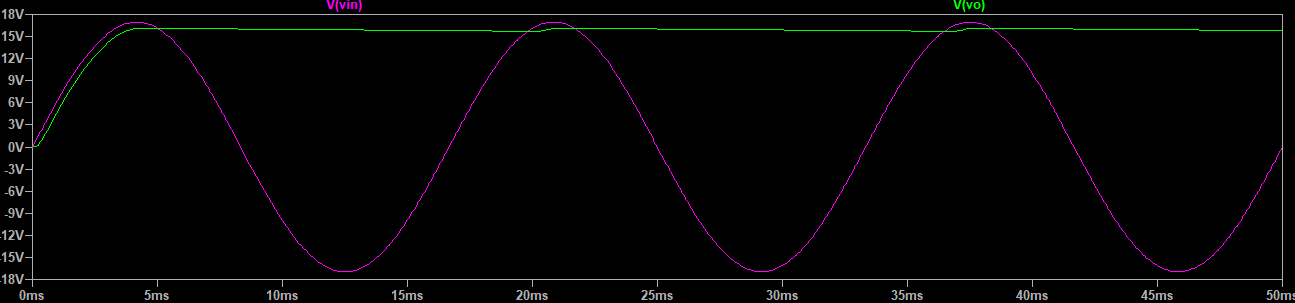 V(vin) V(vo)
18V
15V
12V
9V
6V
3V
0V
-3V
-6V
-9V
-12V
-15V
-18V
0ms 5ms 10ms 15ms 20ms 25ms 30ms 35ms 40ms 45ms 50ms